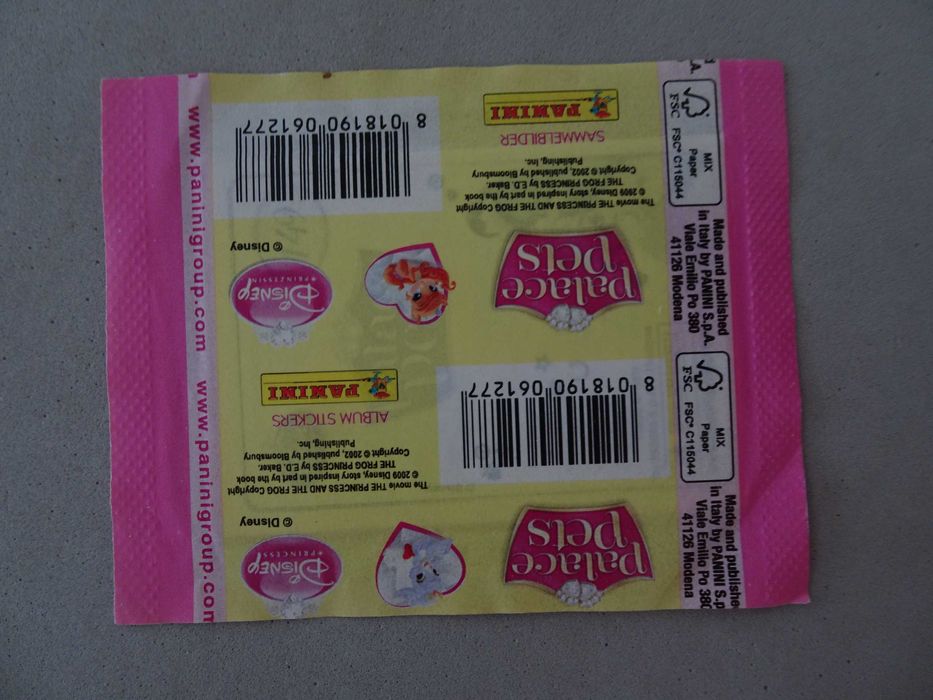 palace
pets
© Disney
DISNEY
PRINCESS
The movie THE PRINCESS AND THE FROG Copyright
© 2009 Disney, story inspired in part by the book
THE FROG PRINCESS by E.D. Baker.
Copyright © 2002, published by Bloomsbury
Publishing, Inc.
ALBUM STICKERS
PANINI
8 018190 061277
palace
pets
© Disney
DISNEY
PRINZESSIN
The movie THE PRINCESS AND THE FROG Copyright
© 2009 Disney, story inspired in part by the book
THE FROG PRINCESS by E.D. Baker.
Copyright © 2002, published by Bloomsbury
Publishing, Inc.
SAMMELBILDER
PANINI
8 018190 061277
www.paninigroup.com www.paninigroup.com
FSC
MIX
Paper
FSC® C115044
Made and published
in Italy by PANINI S.p.A.
Viale Emilio Po 380
41126 Modena
FSC
MIX
Paper
FSC® C115044
Made and published
in Italy by PANINI S.p
Viale Emilio Po 380
41126 Modena